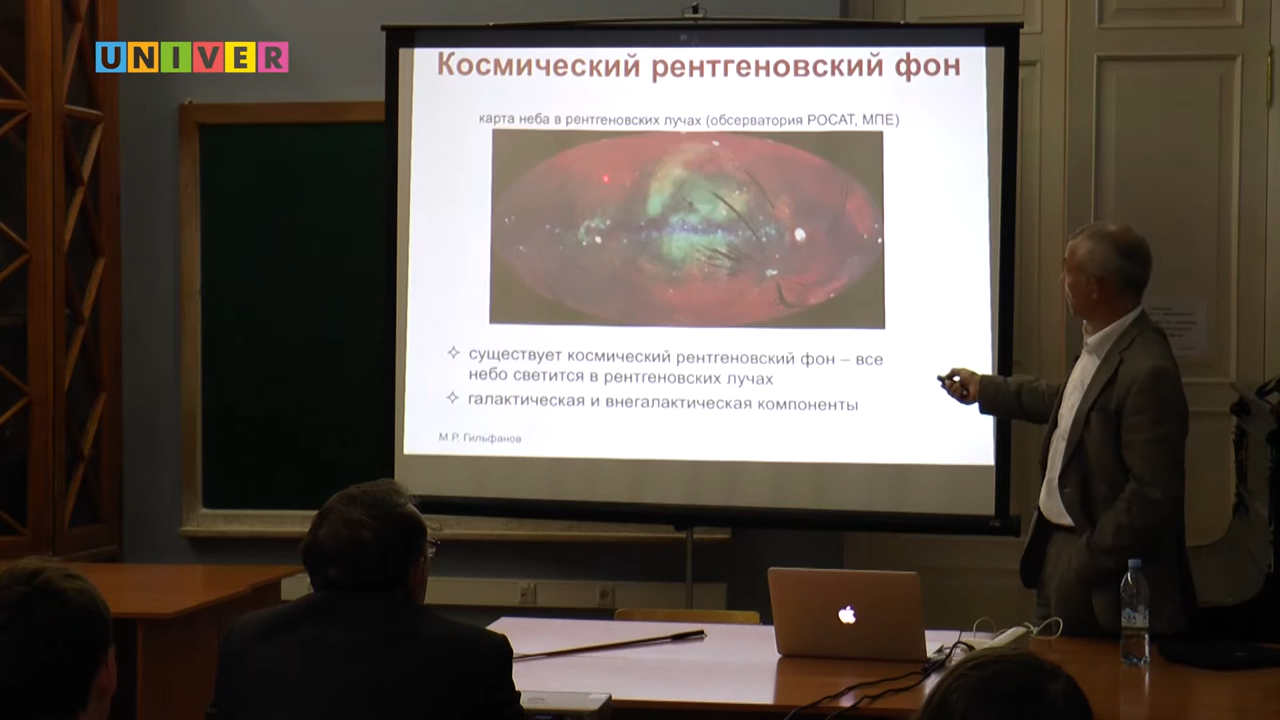 UNIVER
Космический рентгеновский фон
карта неба в рентгеновских лучах (обсерватория РОСАТ, МПЕ)
существует космический рентгеновский фон – все
небо светится в рентгеновских лучах
галактическая и внегалактическая компоненты
М.Р. Гильфанов